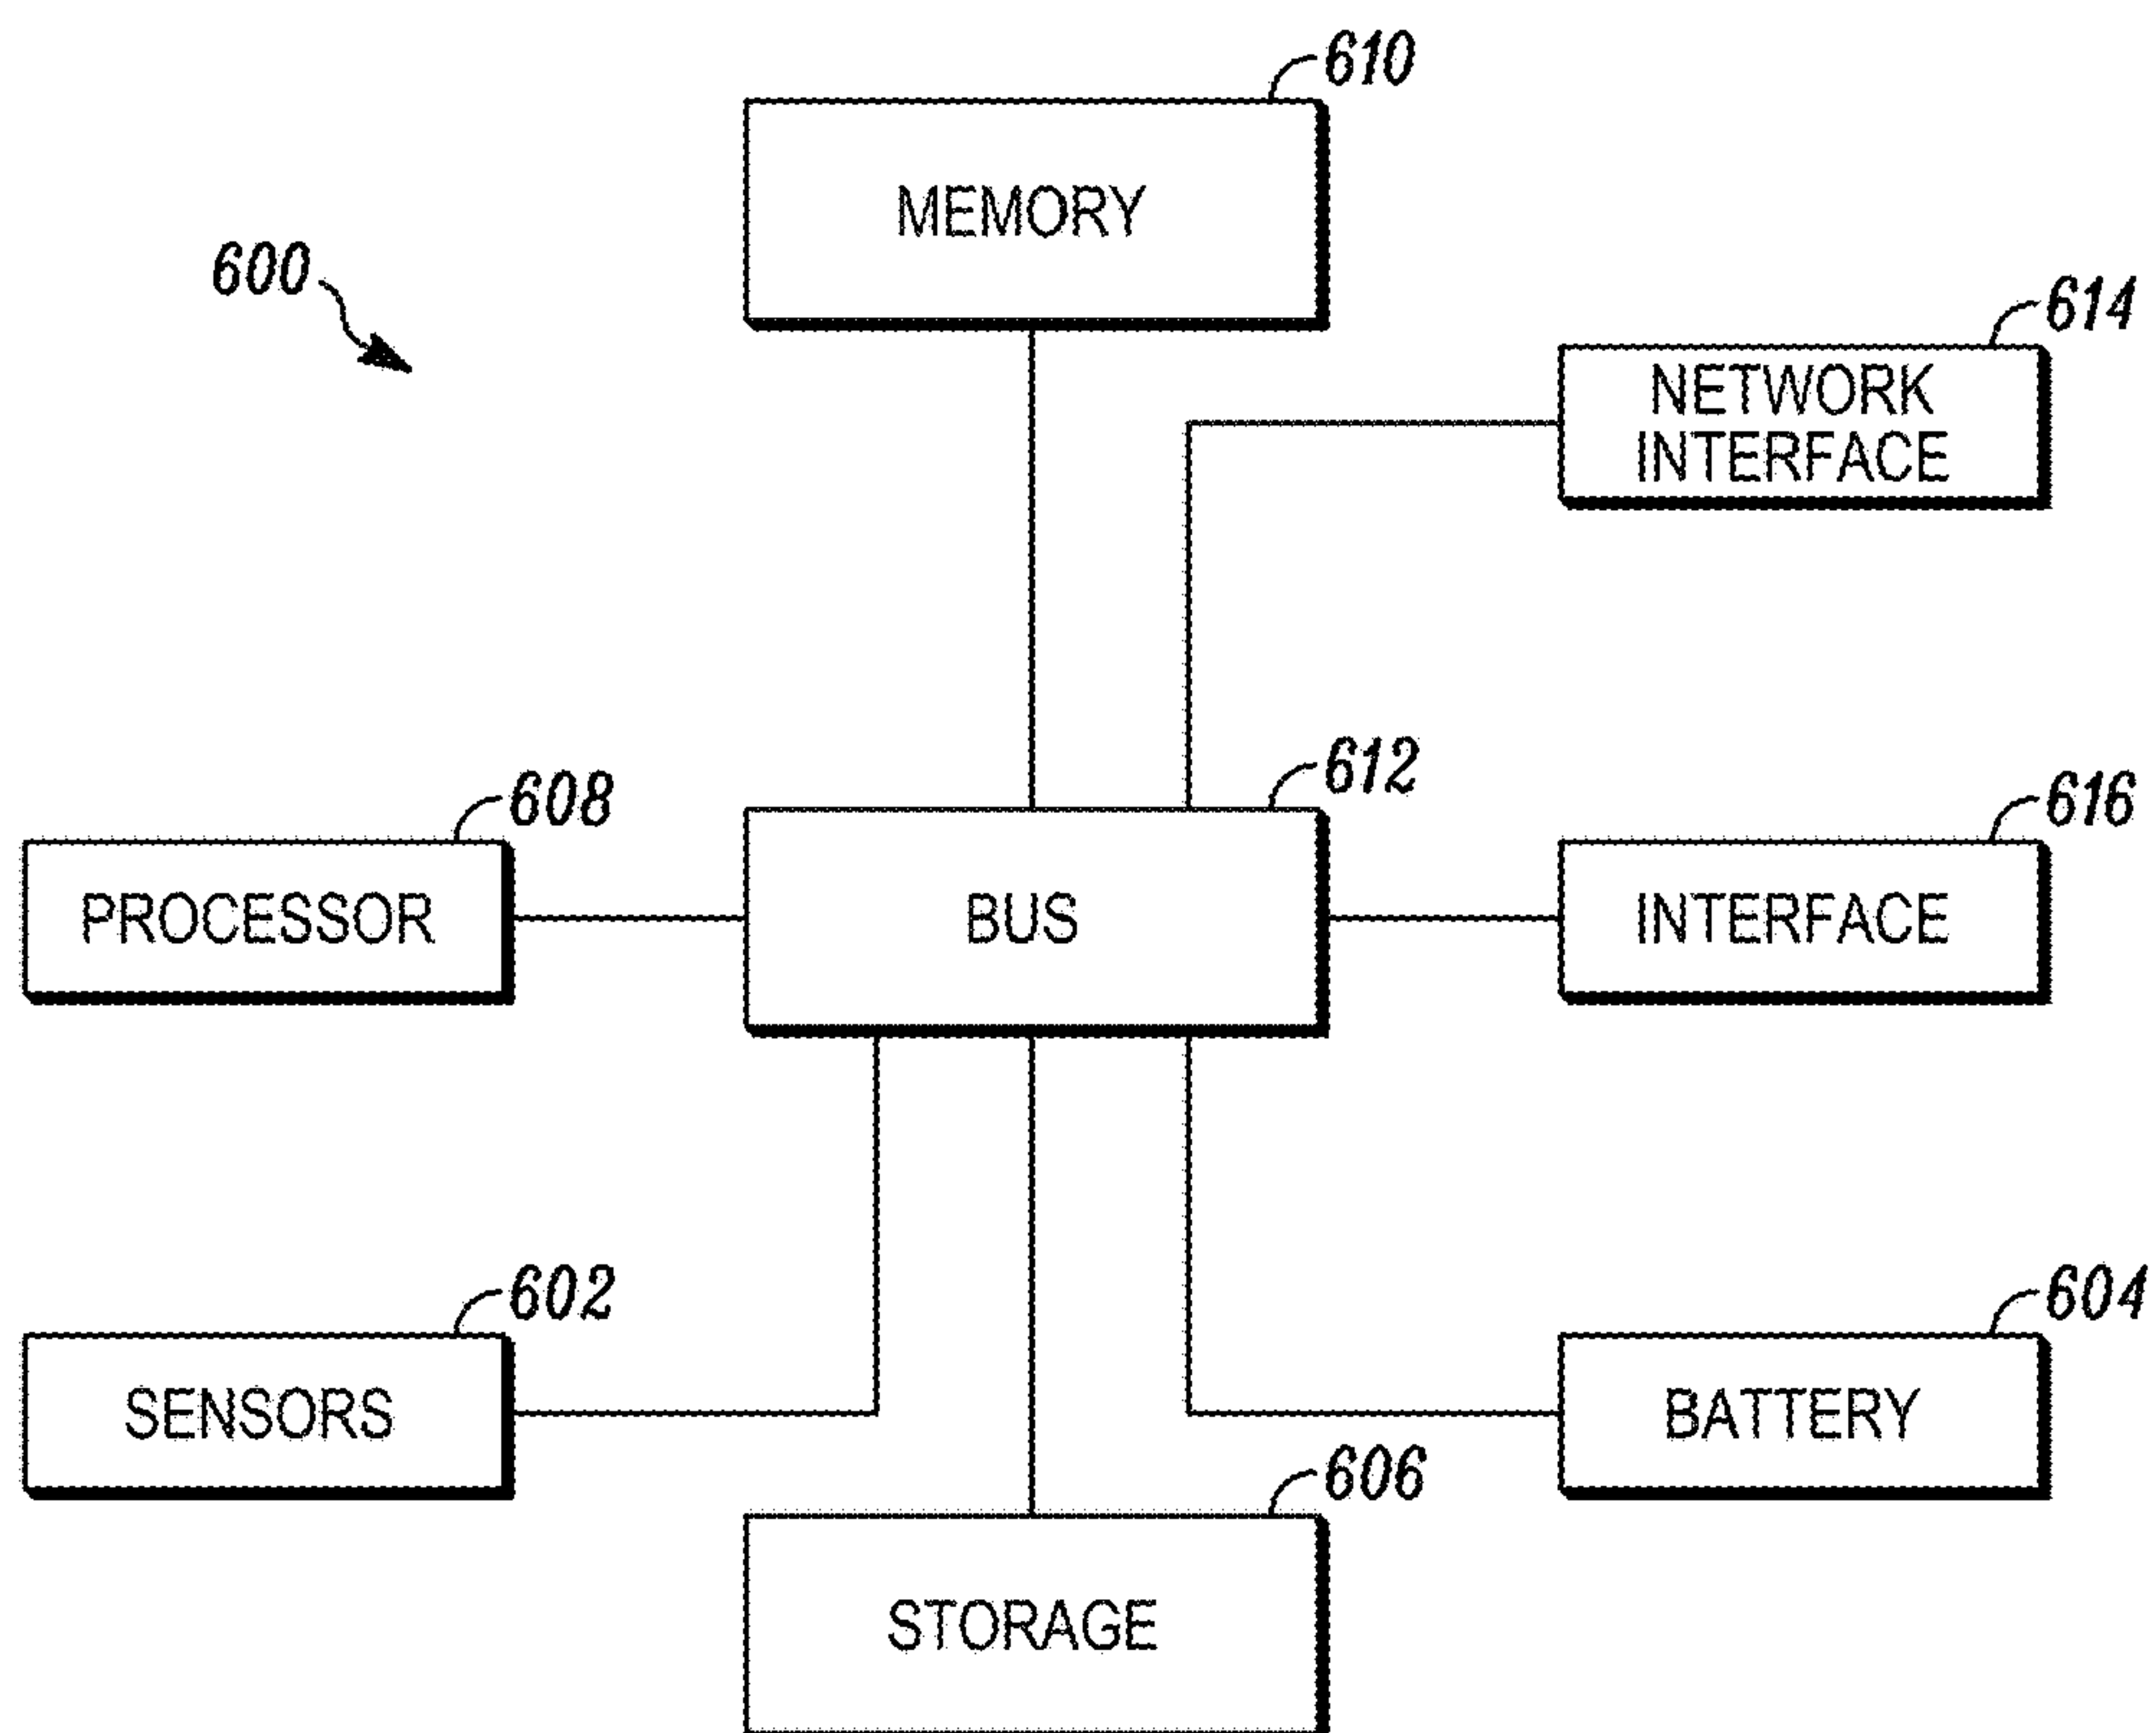 610
MEMORY
600
614
NETWORK
INTERFACE
612
608
616
PROCESSOR
BUS
INTERFACE
602
604
SENSORS
BATTERY
606
STORAGE